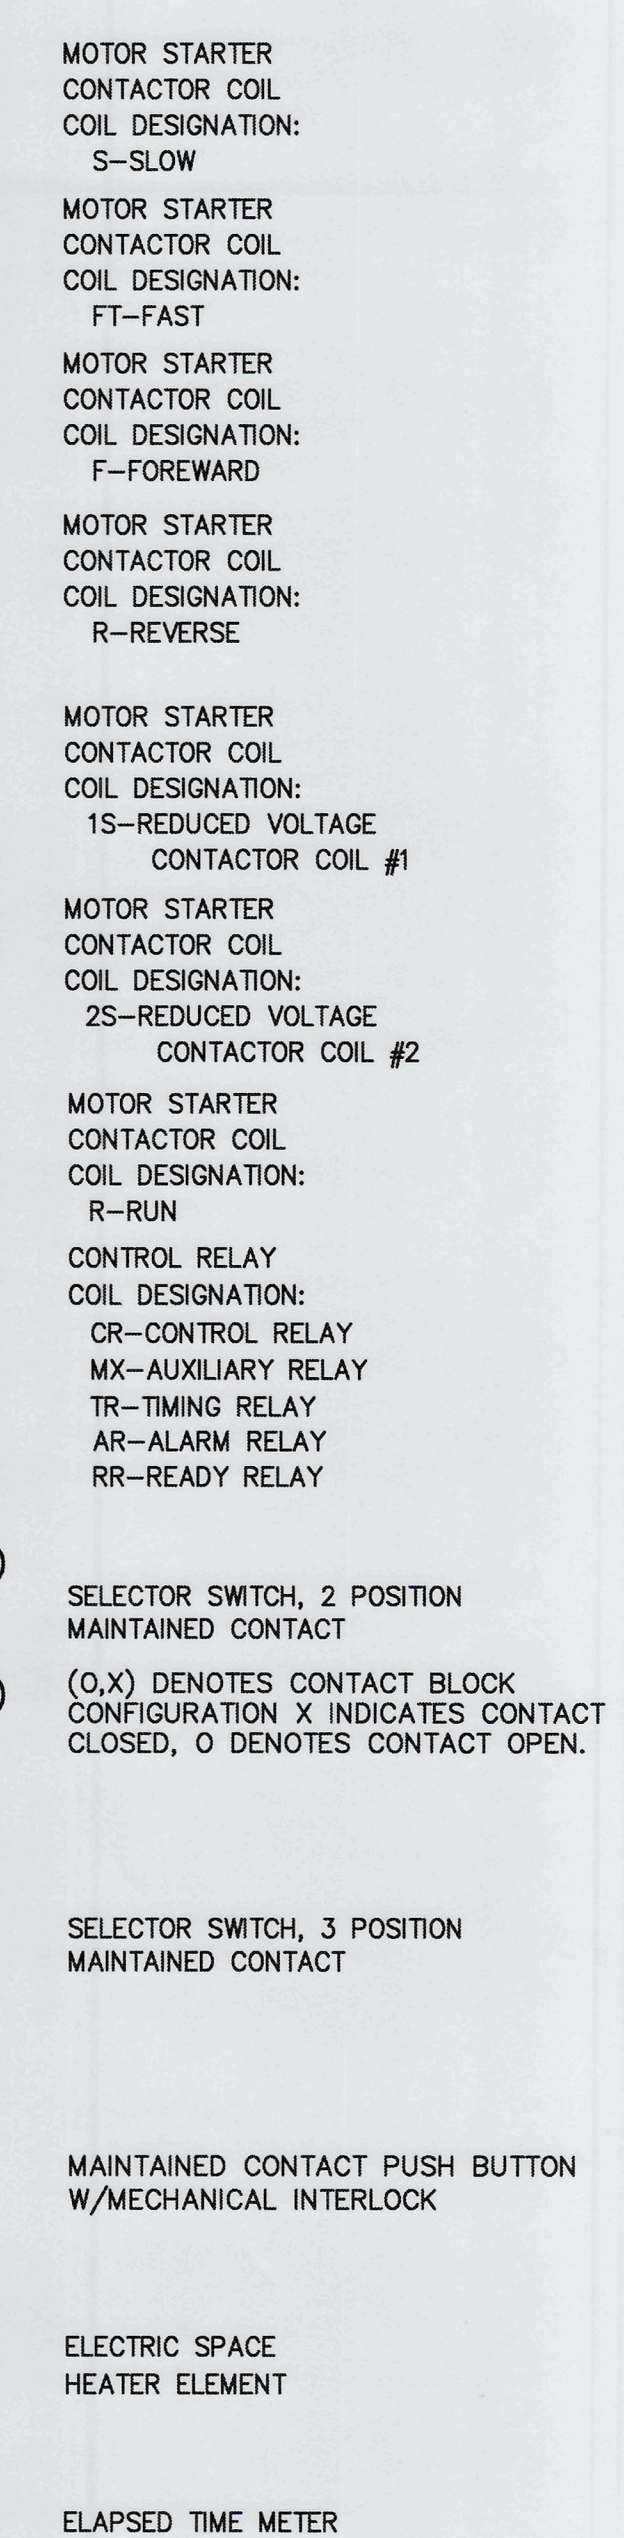 MOTOR STARTER
CONTACTOR COIL
COIL DESIGNATION:
S-SLOW
MOTOR STARTER
CONTACTOR COIL
COIL DESIGNATION:
FT-FAST
MOTOR STARTER
CONTACTOR COIL
COIL DESIGNATION:
F-FOREWARD
MOTOR STARTER
CONTACTOR COIL
COIL DESIGNATION:
R-REVERSE
MOTOR STARTER
CONTACTOR COIL
COIL DESIGNATION:
1S-REDUCED VOLTAGE
CONTACTOR COIL #1
MOTOR STARTER
CONTACTOR COIL
COIL DESIGNATION:
2S-REDUCED VOLTAGE
CONTACTOR COIL #2
MOTOR STARTER
CONTACTOR COIL
COIL DESIGNATION:
R-RUN
CONTROL RELAY
COIL DESIGNATION:
CR-CONTROL RELAY
MX-AUXILIARY RELAY
TR-TIMING RELAY
AR-ALARM RELAY
RR-READY RELAY
SELECTOR SWITCH, 2 POSITION
MAINTAINED CONTACT
(O,X) DENOTES CONTACT BLOCK
CONFIGURATION X INDICATES CONTACT
CLOSED, O DENOTES CONTACT OPEN.
SELECTOR SWITCH, 3 POSITION
MAINTAINED CONTACT
MAINTAINED CONTACT PUSH BUTTON
W/MECHANICAL INTERLOCK
ELECTRIC SPACE
HEATER ELEMENT
ELAPSED TIME METER